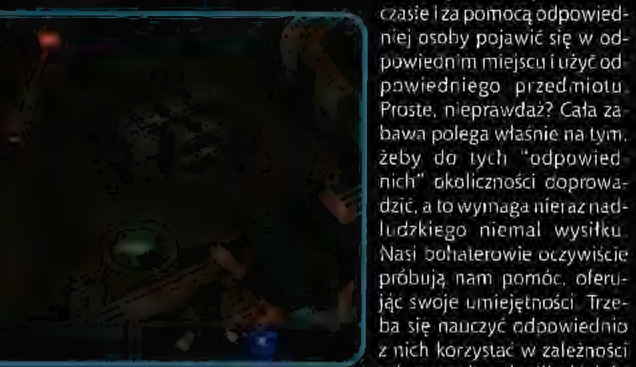 czasie i za pomocą odpowied-
niej osoby pojawić się w od-
powiednim miejscu i użyć od-
powiedniego przedmiotu.
Proste, nieprawdaż? Cała za-
bawa polega właśnie na tym,
żeby do tych "odpowied-
nich" okoliczności doprowa-
dzić, a to wymaga nieraz nad-
ludzkiego niemal wysiłku.
Nasi bohaterowie oczywiście
próbują nam pomóc, oferu-
jąc swoje umiejętności. Trze-
ba się nauczyć odpowiednio
z nich korzystać w zależności